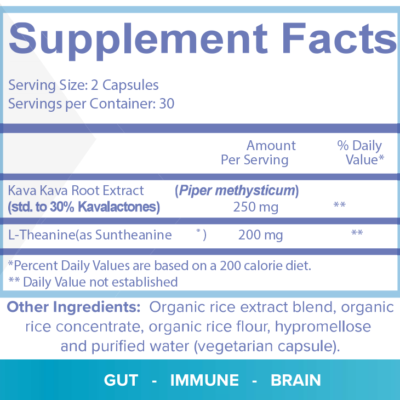 Supplement Facts
Serving Size: 2 Capsules
Servings per Container: 30
Amount Per Serving
% Daily Value*
Kava Kava Root Extract (Piper methysticum)
(std. to 30% Kavalactones) 250 mg **
L-Theanine(as Suntheanine *) 200 mg **
*Percent Daily Values are based on a 200 calorie diet.
** Daily Value not established
Other Ingredients: Organic rice extract blend, organic
rice concentrate, organic rice flour, hypromellose
and purified water (vegetarian capsule).
GUT - IMMUNE - BRAIN